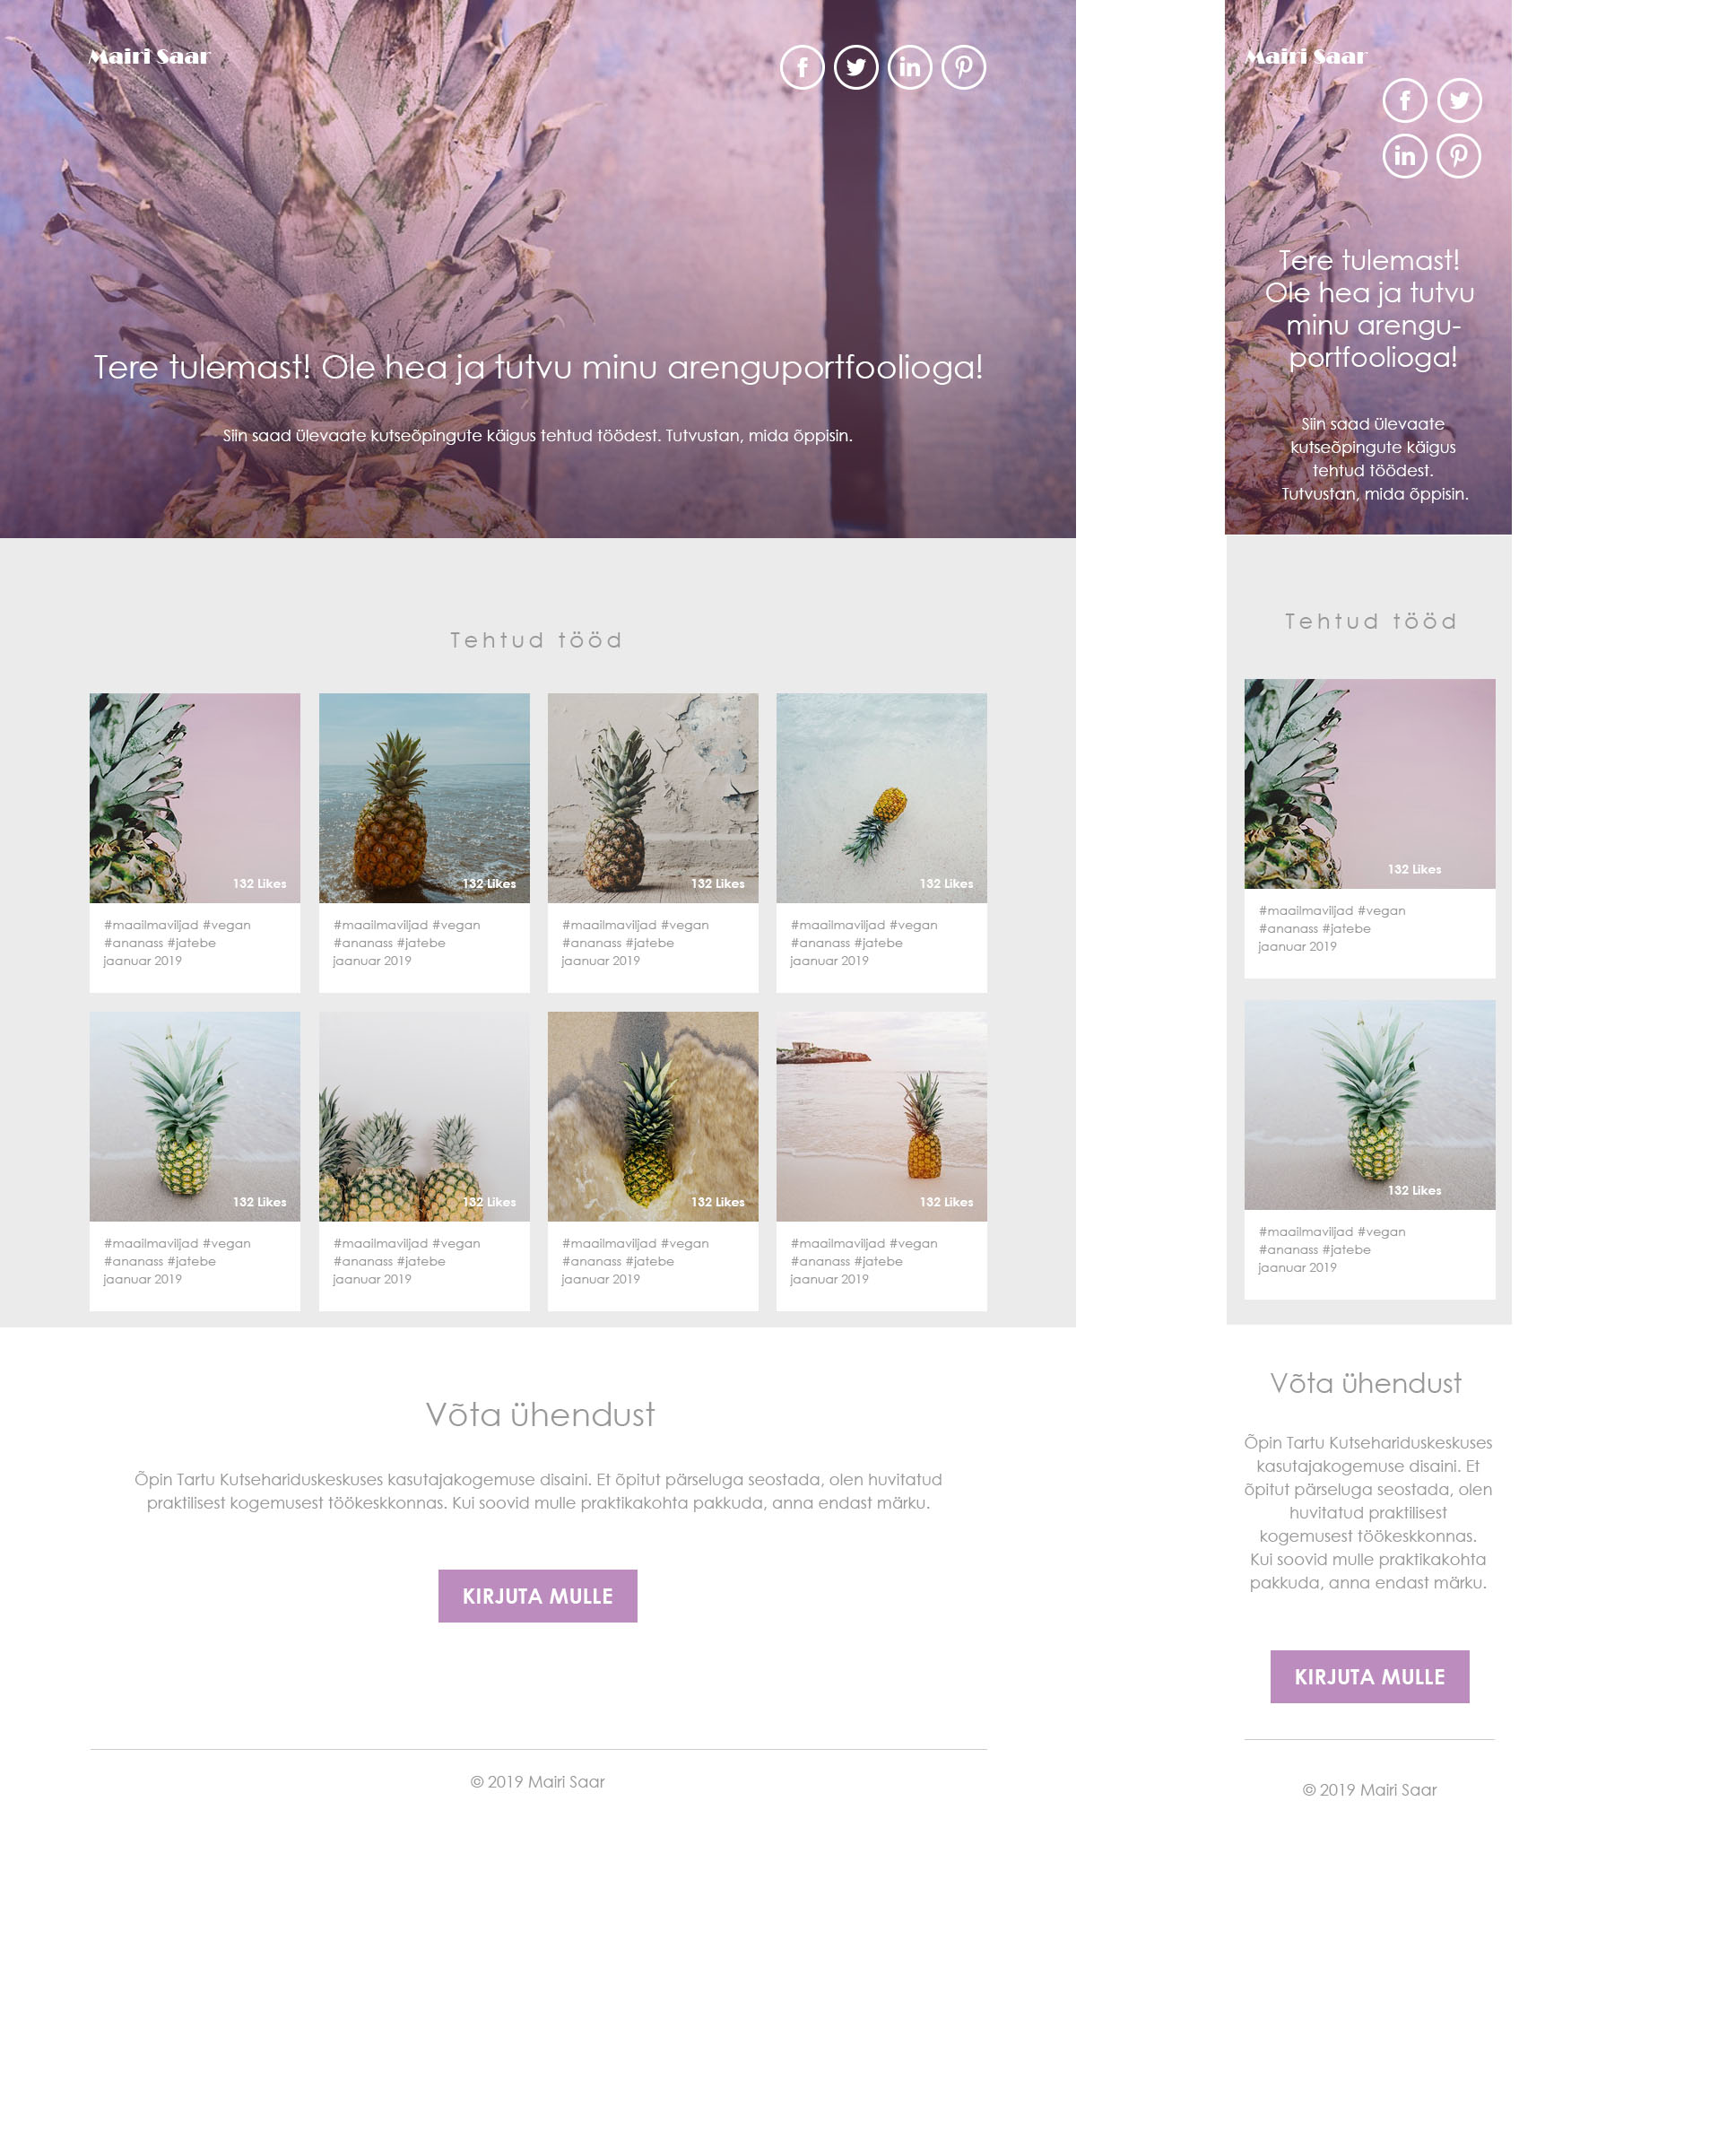 Mairi Saar
Tere tulemast! Ole hea ja tutvu minu arenguportfoolioga!
Siin saad ülevaate kutseõpingute käigus tehtud töödest. Tutvustan, mida õppisin.
Tehtud tööd
132 Likes
132 Likes
132 Likes
132 Likes
#maailmaviljad #vegan
#ananass #jatebe
jaanuar 2019
#maailmaviljad #vegan
#ananass #jatebe
jaanuar 2019
#maailmaviljad #vegan
#ananass #jatebe
jaanuar 2019
#maailmaviljad #vegan
#ananass #jatebe
jaanuar 2019
132 Likes
132 Likes
132 Likes
132 Likes
#maailmaviljad #vegan
#ananass #jatebe
jaanuar 2019
#maailmaviljad #vegan
#ananass #jatebe
jaanuar 2019
#maailmaviljad #vegan
#ananass #jatebe
jaanuar 2019
#maailmaviljad #vegan
#ananass #jatebe
jaanuar 2019
Võta ühendust
Õpin Tartu Kutsehariduskeskuses kasutajakogemuse disaini. Et õpitut pärseluga seostada, olen huvitatud
praktilisest kogemusest töökeskkonnas. Kui soovid mulle praktikakohta pakkuda, anna endast märku.
KIRJUTA MULLE
© 2019 Mairi Saar
Mairi Saar
Tere tulemast!
Ole hea ja tutvu
minu arengu-
portfoolioga!
Siin saad ülevaate
kutseõpingute käigus
tehtud töödest.
Tutvustan, mida õppisin.
Tehtud tööd
132 Likes
#maailmaviljad #vegan
#ananass #jatebe
jaanuar 2019
132 Likes
#maailmaviljad #vegan
#ananass #jatebe
jaanuar 2019
Võta ühendust
Õpin Tartu Kutsehariduskeskuses
kasutajakogemuse disaini. Et
õpitut pärseluga seostada, olen
huvitatud praktilisest
kogemusest töökeskkonnas.
Kui soovid mulle praktikakohta
pakkuda, anna endast märku.
KIRJUTA MULLE
© 2019 Mairi Saar